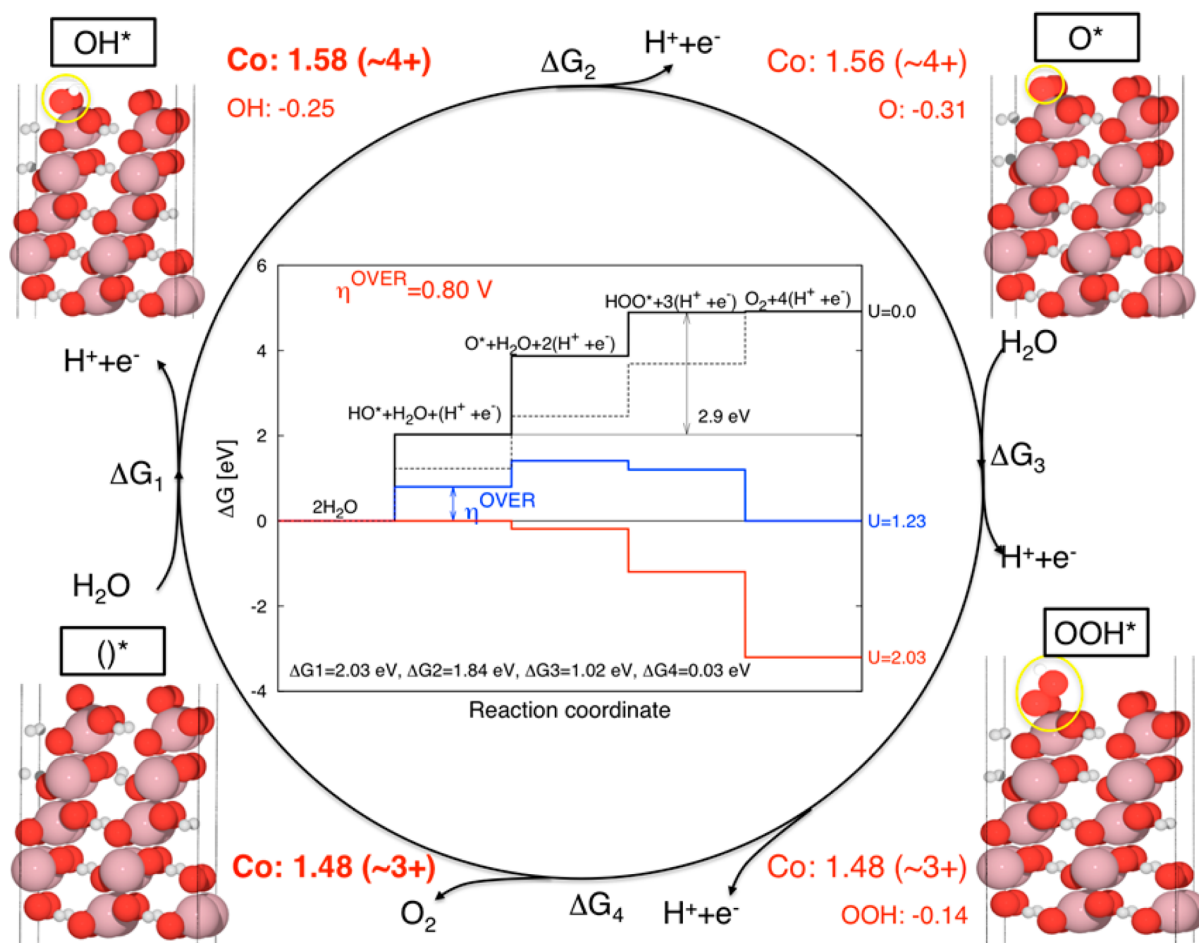 OH*
Co: 1.58 (~4+)
OH: -0.25
ΔG₂
H⁺+e⁻
Co: 1.56 (~4+)
O: -0.31
O*
6
4
2
0
-2
-4
ΔG [eV]
η^OVER=0.80 V
2H₂O
HO*+H₂O+(H⁺ +e⁻)
O*+H₂O+2(H⁺ +e⁻)
HOO*+3(H⁺ +e⁻)
O₂+4(H⁺ +e⁻)
U=0.0
2.9 eV
η^OVER
U=1.23
U=2.03
ΔG1=2.03 eV, ΔG2=1.84 eV, ΔG3=1.02 eV, ΔG4=0.03 eV
Reaction coordinate
H⁺+e⁻
ΔG₁
H₂O
H₂O
ΔG₃
H⁺+e⁻
()*
Co: 1.48 (~3+)
O₂
ΔG₄
H⁺+e⁻
Co: 1.48 (~3+)
OOH: -0.14
OOH*